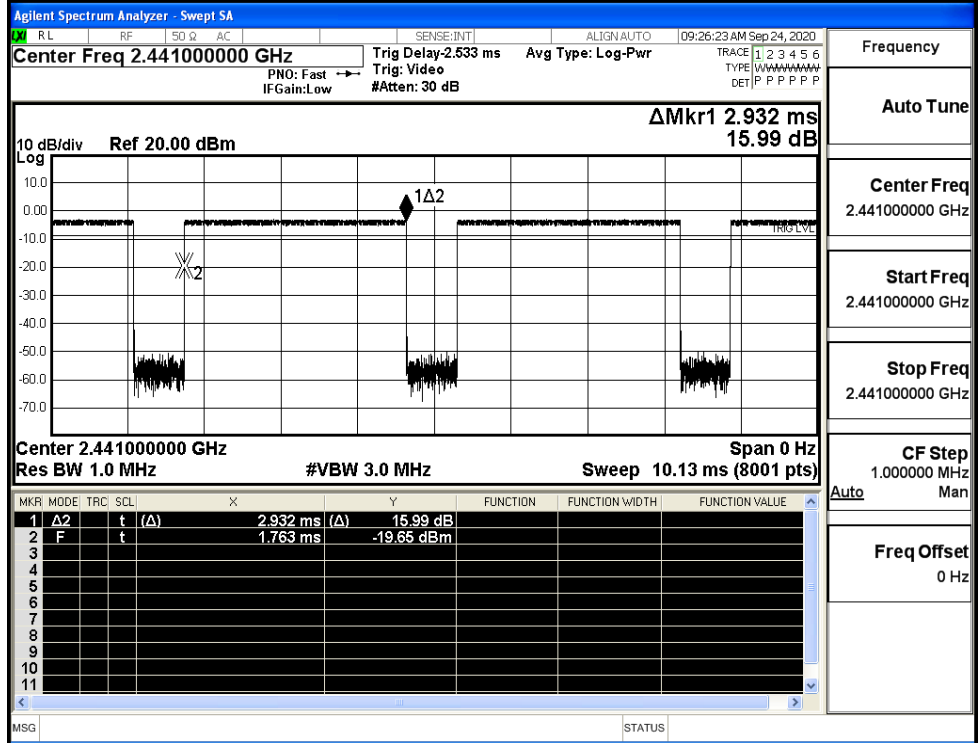 Agilent Spectrum Analyzer - Swept SA
LXI RL RF 50 Ω AC SENSE:INT ALIGN AUTO 09:26:23 AM Sep 24, 2020
Center Freq 2.441000000 GHz
PNO: Fast
IFGain:Low
Trig Delay-2.533 ms
Trig: Video
#Atten: 30 dB
Avg Type: Log-Pwr
TRACE 1 2 3 4 5 6
TYPE WWWWWW
DET P P P P P P
ΔMkr1 2.932 ms
15.99 dB
10 dB/div Ref 20.00 dBm
Log
10.0
0.00
-10.0
-20.0
-30.0
-40.0
-50.0
-60.0
-70.0
1Δ2
2
TRIG LVL
Center 2.441000000 GHz Span 0 Hz
Res BW 1.0 MHz #VBW 3.0 MHz Sweep 10.13 ms (8001 pts)
MKR MODE TRC SCL X Y FUNCTION FUNCTION WIDTH FUNCTION VALUE
1 Δ2 t (Δ) 2.932 ms (Δ) 15.99 dB
2 F t 1.763 ms -19.65 dBm
3
4
5
6
7
8
9
10
11
MSG STATUS
Frequency
Auto Tune
Center Freq
2.441000000 GHz
Start Freq
2.441000000 GHz
Stop Freq
2.441000000 GHz
CF Step
1.000000 MHz
Auto Man
Freq Offset
0 Hz